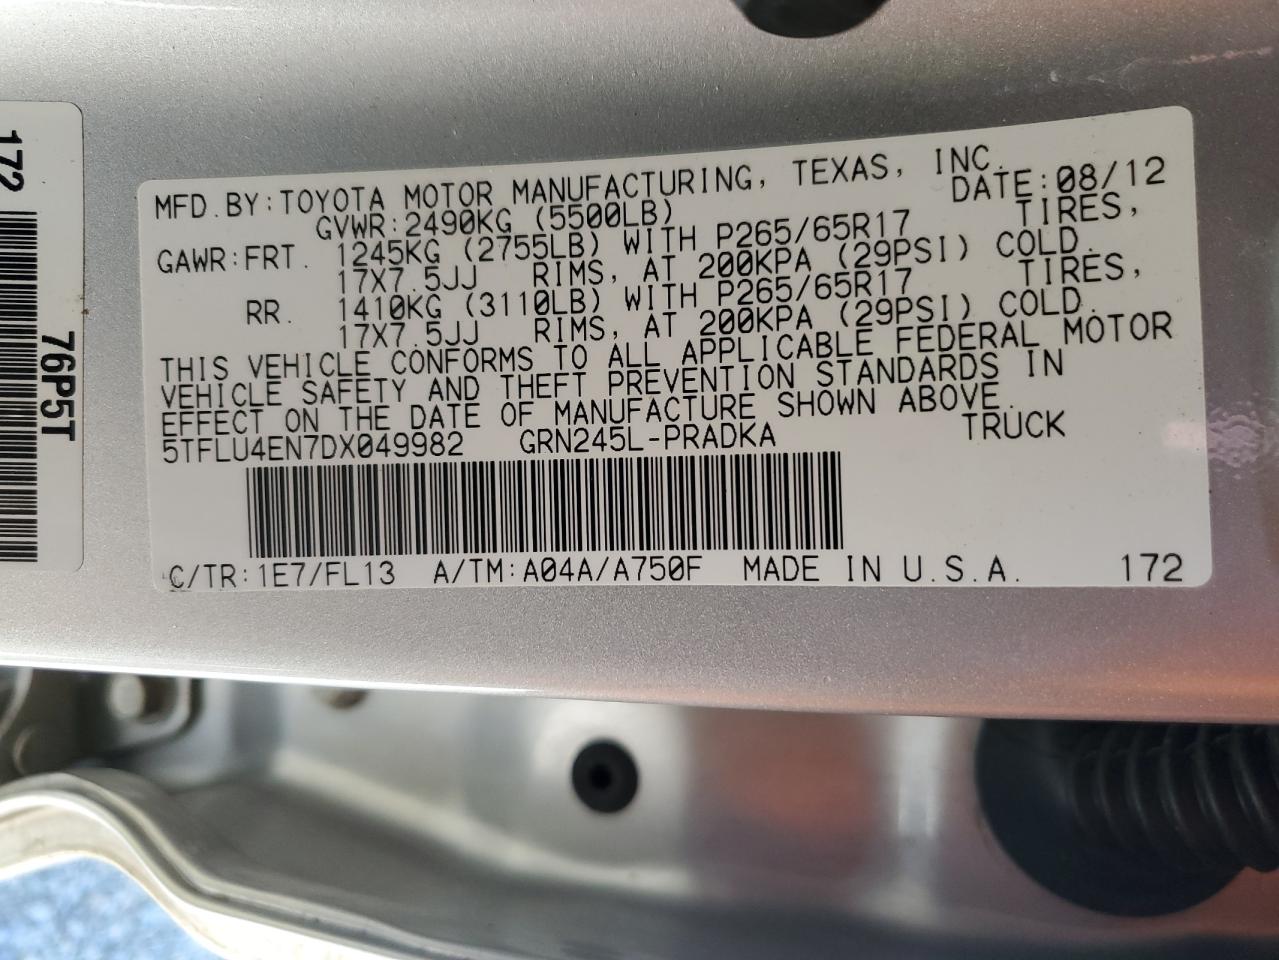 MFD.BY:TOYOTA MOTOR MANUFACTURING, TEXAS, INC.
GVWR:2490KG (5500LB) DATE:08/12
GAWR:FRT. 1245KG (2755LB) WITH P265/65R17 TIRES,
17X7.5JJ RIMS, AT 200KPA (29PSI) COLD.
RR. 1410KG (3110LB) WITH P265/65R17 TIRES,
17X7.5JJ RIMS, AT 200KPA (29PSI) COLD.
THIS VEHICLE CONFORMS TO ALL APPLICABLE FEDERAL MOTOR
VEHICLE SAFETY AND THEFT PREVENTION STANDARDS IN
EFFECT ON THE DATE OF MANUFACTURE SHOWN ABOVE.
5TFLU4EN7DX049982 GRN245L-PRADKA TRUCK
C/TR:1E7/FL13 A/TM:A04A/A750F MADE IN U.S.A. 172
172
76P5T